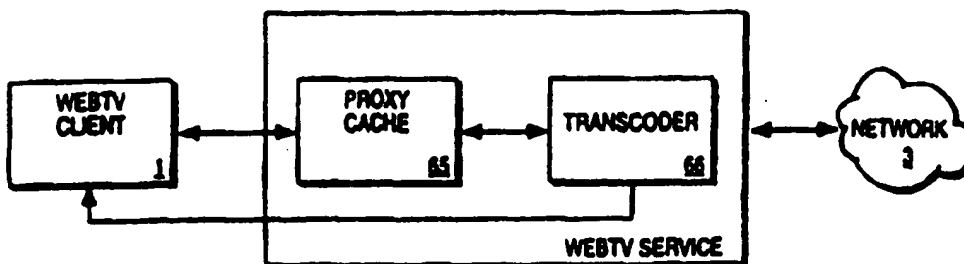 WEBTV
CLIENT
1
PROXY
CACHE
65
TRANSCODER
66
NETWORK
3
WEBTV SERVICE